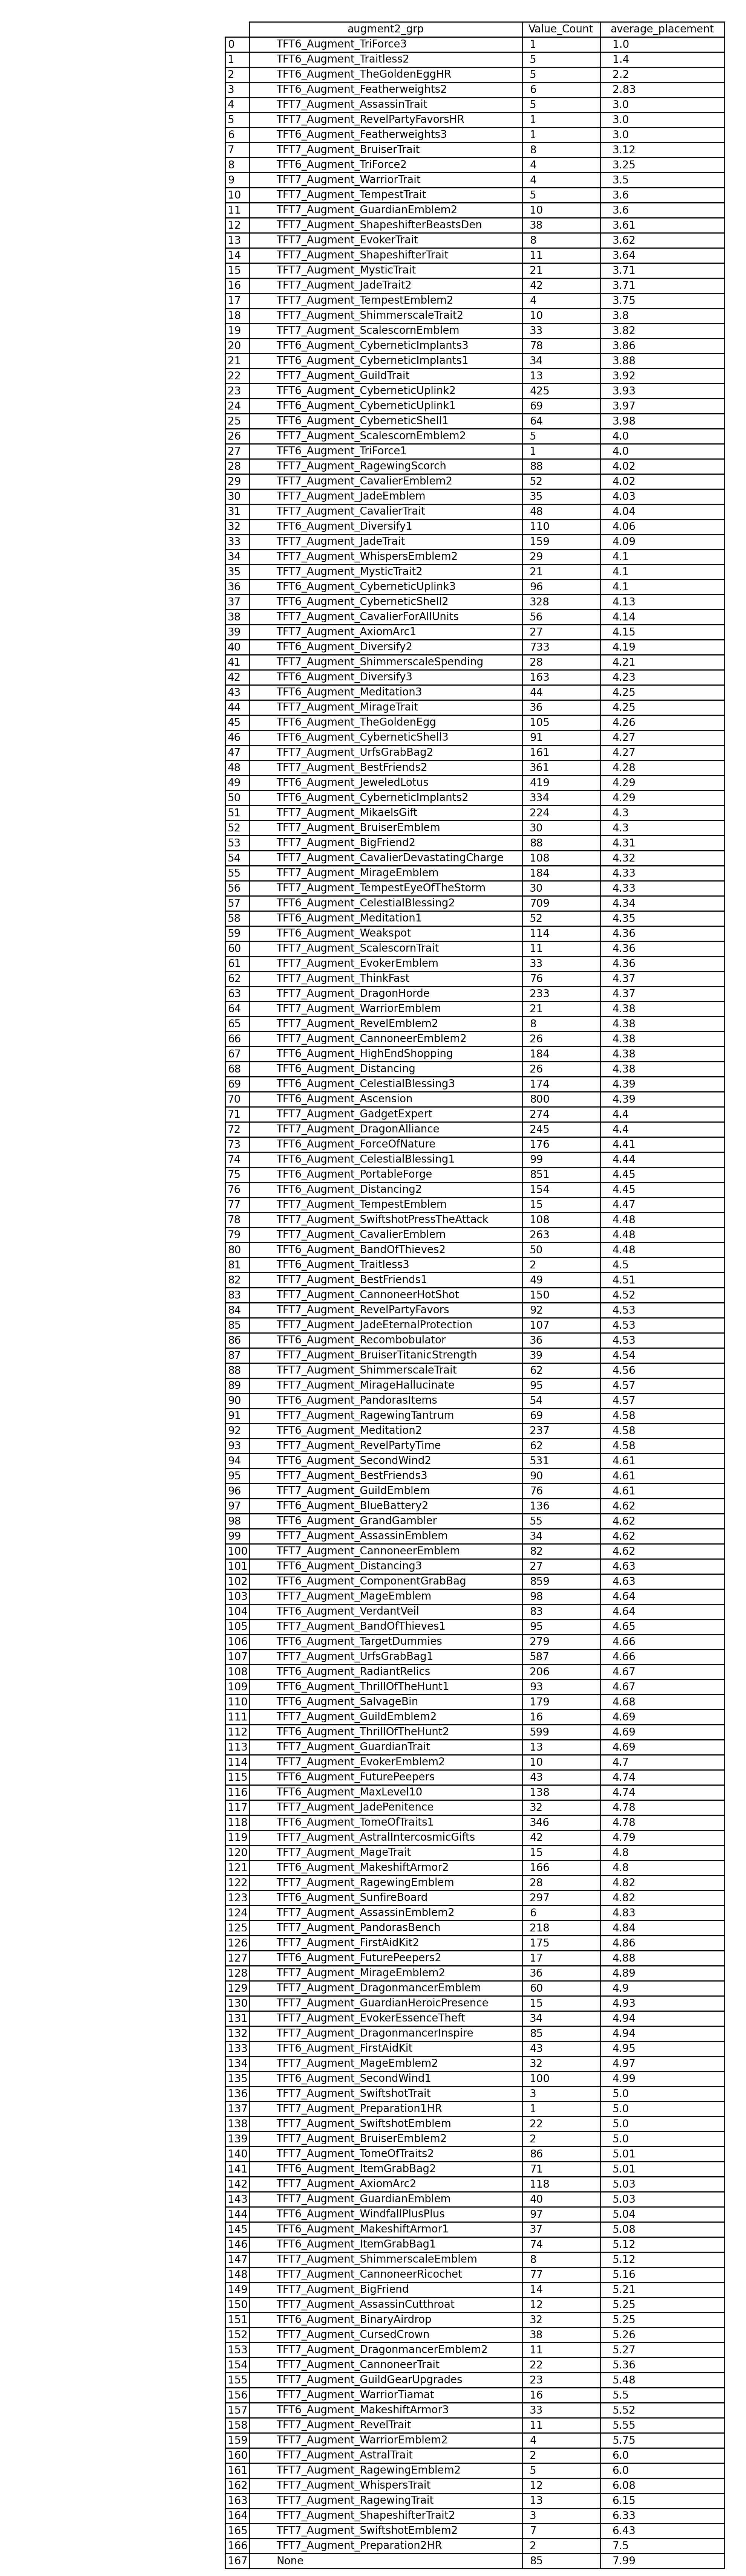 augment2_grp Value_Count average_placement
0 TFT6_Augment_TriForce3 1 1.0
1 TFT6_Augment_Traitless2 5 1.4
2 TFT6_Augment_TheGoldenEggHR 5 2.2
3 TFT6_Augment_Featherweights2 6 2.83
4 TFT7_Augment_AssassinTrait 5 3.0
5 TFT7_Augment_RevelPartyFavorsHR 1 3.0
6 TFT6_Augment_Featherweights3 1 3.0
7 TFT7_Augment_BruiserTrait 8 3.12
8 TFT6_Augment_TriForce2 4 3.25
9 TFT7_Augment_WarriorTrait 4 3.5
10 TFT7_Augment_TempestTrait 5 3.6
11 TFT7_Augment_GuardianEmblem2 10 3.6
12 TFT7_Augment_ShapeshifterBeastsDen 38 3.61
13 TFT7_Augment_EvokerTrait 8 3.62
14 TFT7_Augment_ShapeshifterTrait 11 3.64
15 TFT7_Augment_MysticTrait 21 3.71
16 TFT7_Augment_JadeTrait2 42 3.71
17 TFT7_Augment_TempestEmblem2 4 3.75
18 TFT7_Augment_ShimmerscaleTrait2 10 3.8
19 TFT7_Augment_ScalescornEmblem 33 3.82
20 TFT6_Augment_CyberneticImplants3 78 3.86
21 TFT6_Augment_CyberneticImplants1 34 3.88
22 TFT7_Augment_GuildTrait 13 3.92
23 TFT6_Augment_CyberneticUplink2 425 3.93
24 TFT6_Augment_CyberneticUplink1 69 3.97
25 TFT6_Augment_CyberneticShell1 64 3.98
26 TFT7_Augment_ScalescornEmblem2 5 4.0
27 TFT6_Augment_TriForce1 1 4.0
28 TFT7_Augment_RagewingScorch 88 4.02
29 TFT7_Augment_CavalierEmblem2 52 4.02
30 TFT7_Augment_JadeEmblem 35 4.03
31 TFT7_Augment_CavalierTrait 48 4.04
32 TFT6_Augment_Diversify1 110 4.06
33 TFT7_Augment_JadeTrait 159 4.09
34 TFT7_Augment_WhispersEmblem2 29 4.1
35 TFT7_Augment_MysticTrait2 21 4.1
36 TFT6_Augment_CyberneticUplink3 96 4.1
37 TFT6_Augment_CyberneticShell2 328 4.13
38 TFT7_Augment_CavalierForAllUnits 56 4.14
39 TFT7_Augment_AxiomArc1 27 4.15
40 TFT6_Augment_Diversify2 733 4.19
41 TFT7_Augment_ShimmerscaleSpending 28 4.21
42 TFT6_Augment_Diversify3 163 4.23
43 TFT6_Augment_Meditation3 44 4.25
44 TFT7_Augment_MirageTrait 36 4.25
45 TFT6_Augment_TheGoldenEgg 105 4.26
46 TFT6_Augment_CyberneticShell3 91 4.27
47 TFT7_Augment_UrfsGrabBag2 161 4.27
48 TFT7_Augment_BestFriends2 361 4.28
49 TFT6_Augment_JeweledLotus 419 4.29
50 TFT6_Augment_CyberneticImplants2 334 4.29
51 TFT7_Augment_MikaelsGift 224 4.3
52 TFT7_Augment_BruiserEmblem 30 4.3
53 TFT7_Augment_BigFriend2 88 4.31
54 TFT7_Augment_CavalierDevastatingCharge 108 4.32
55 TFT7_Augment_MirageEmblem 184 4.33
56 TFT7_Augment_TempestEyeOfTheStorm 30 4.33
57 TFT6_Augment_CelestialBlessing2 709 4.34
58 TFT6_Augment_Meditation1 52 4.35
59 TFT6_Augment_Weakspot 114 4.36
60 TFT7_Augment_ScalescornTrait 11 4.36
61 TFT7_Augment_EvokerEmblem 33 4.36
62 TFT7_Augment_ThinkFast 76 4.37
63 TFT7_Augment_DragonHorde 233 4.37
64 TFT7_Augment_WarriorEmblem 21 4.38
65 TFT7_Augment_RevelEmblem2 8 4.38
66 TFT7_Augment_CannoneerEmblem2 26 4.38
67 TFT6_Augment_HighEndShopping 184 4.38
68 TFT6_Augment_Distancing 26 4.38
69 TFT6_Augment_CelestialBlessing3 174 4.39
70 TFT6_Augment_Ascension 800 4.39
71 TFT7_Augment_GadgetExpert 274 4.4
72 TFT7_Augment_DragonAlliance 245 4.4
73 TFT6_Augment_ForceOfNature 176 4.41
74 TFT6_Augment_CelestialBlessing1 99 4.44
75 TFT6_Augment_PortableForge 851 4.45
76 TFT6_Augment_Distancing2 154 4.45
77 TFT7_Augment_TempestEmblem 15 4.47
78 TFT7_Augment_SwiftshotPressTheAttack 108 4.48
79 TFT7_Augment_CavalierEmblem 263 4.48
80 TFT6_Augment_BandOfThieves2 50 4.48
81 TFT6_Augment_Traitless3 2 4.5
82 TFT7_Augment_BestFriends1 49 4.51
83 TFT7_Augment_CannoneerHotShot 150 4.52
84 TFT7_Augment_RevelPartyFavors 92 4.53
85 TFT7_Augment_JadeEternalProtection 107 4.53
86 TFT6_Augment_Recombobulator 36 4.53
87 TFT7_Augment_BruiserTitanicStrength 39 4.54
88 TFT7_Augment_ShimmerscaleTrait 62 4.56
89 TFT7_Augment_MirageHallucinate 95 4.57
90 TFT6_Augment_PandorasItems 54 4.57
91 TFT7_Augment_RagewingTantrum 69 4.58
92 TFT6_Augment_Meditation2 237 4.58
93 TFT7_Augment_RevelPartyTime 62 4.58
94 TFT6_Augment_SecondWind2 531 4.61
95 TFT7_Augment_BestFriends3 90 4.61
96 TFT7_Augment_GuildEmblem 76 4.61
97 TFT6_Augment_BlueBattery2 136 4.62
98 TFT6_Augment_GrandGambler 55 4.62
99 TFT7_Augment_AssassinEmblem 34 4.62
100 TFT7_Augment_CannoneerEmblem 82 4.62
101 TFT6_Augment_Distancing3 27 4.63
102 TFT6_Augment_ComponentGrabBag 859 4.63
103 TFT7_Augment_MageEmblem 98 4.64
104 TFT6_Augment_VerdantVeil 83 4.64
105 TFT7_Augment_BandOfThieves1 95 4.65
106 TFT6_Augment_TargetDummies 279 4.66
107 TFT7_Augment_UrfsGrabBag1 587 4.66
108 TFT6_Augment_RadiantRelics 206 4.67
109 TFT6_Augment_ThrillOfTheHunt1 93 4.67
110 TFT6_Augment_SalvageBin 179 4.68
111 TFT7_Augment_GuildEmblem2 16 4.69
112 TFT6_Augment_ThrillOfTheHunt2 599 4.69
113 TFT7_Augment_GuardianTrait 13 4.69
114 TFT7_Augment_EvokerEmblem2 10 4.7
115 TFT6_Augment_FuturePeepers 43 4.74
116 TFT6_Augment_MaxLevel10 138 4.74
117 TFT7_Augment_JadePenitence 32 4.78
118 TFT6_Augment_TomeOfTraits1 346 4.78
119 TFT7_Augment_AstralIntercosmicGifts 42 4.79
120 TFT7_Augment_MageTrait 15 4.8
121 TFT6_Augment_MakeshiftArmor2 166 4.8
122 TFT7_Augment_RagewingEmblem 28 4.82
123 TFT6_Augment_SunfireBoard 297 4.82
124 TFT7_Augment_AssassinEmblem2 6 4.83
125 TFT7_Augment_PandorasBench 218 4.84
126 TFT7_Augment_FirstAidKit2 175 4.86
127 TFT6_Augment_FuturePeepers2 17 4.88
128 TFT7_Augment_MirageEmblem2 36 4.89
129 TFT7_Augment_DragonmancerEmblem 60 4.9
130 TFT7_Augment_GuardianHeroicPresence 15 4.93
131 TFT7_Augment_EvokerEssenceTheft 34 4.94
132 TFT7_Augment_DragonmancerInspire 85 4.94
133 TFT6_Augment_FirstAidKit 43 4.95
134 TFT7_Augment_MageEmblem2 32 4.97
135 TFT6_Augment_SecondWind1 100 4.99
136 TFT7_Augment_SwiftshotTrait 3 5.0
137 TFT7_Augment_Preparation1HR 1 5.0
138 TFT7_Augment_SwiftshotEmblem 22 5.0
139 TFT7_Augment_BruiserEmblem2 2 5.0
140 TFT7_Augment_TomeOfTraits2 86 5.01
141 TFT6_Augment_ItemGrabBag2 71 5.01
142 TFT7_Augment_AxiomArc2 118 5.03
143 TFT7_Augment_GuardianEmblem 40 5.03
144 TFT6_Augment_WindfallPlusPlus 97 5.04
145 TFT6_Augment_MakeshiftArmor1 37 5.08
146 TFT6_Augment_ItemGrabBag1 74 5.12
147 TFT7_Augment_ShimmerscaleEmblem 8 5.12
148 TFT7_Augment_CannoneerRicochet 77 5.16
149 TFT7_Augment_BigFriend 14 5.21
150 TFT7_Augment_AssassinCutthroat 12 5.25
151 TFT6_Augment_BinaryAirdrop 32 5.25
152 TFT7_Augment_CursedCrown 38 5.26
153 TFT7_Augment_DragonmancerEmblem2 11 5.27
154 TFT7_Augment_CannoneerTrait 22 5.36
155 TFT7_Augment_GuildGearUpgrades 23 5.48
156 TFT7_Augment_WarriorTiamat 16 5.5
157 TFT6_Augment_MakeshiftArmor3 33 5.52
158 TFT7_Augment_RevelTrait 11 5.55
159 TFT7_Augment_WarriorEmblem2 4 5.75
160 TFT7_Augment_AstralTrait 2 6.0
161 TFT7_Augment_RagewingEmblem2 5 6.0
162 TFT7_Augment_WhispersTrait 12 6.08
163 TFT7_Augment_RagewingTrait 13 6.15
164 TFT7_Augment_ShapeshifterTrait2 3 6.33
165 TFT7_Augment_SwiftshotEmblem2 7 6.43
166 TFT7_Augment_Preparation2HR 2 7.5
167 None 85 7.99